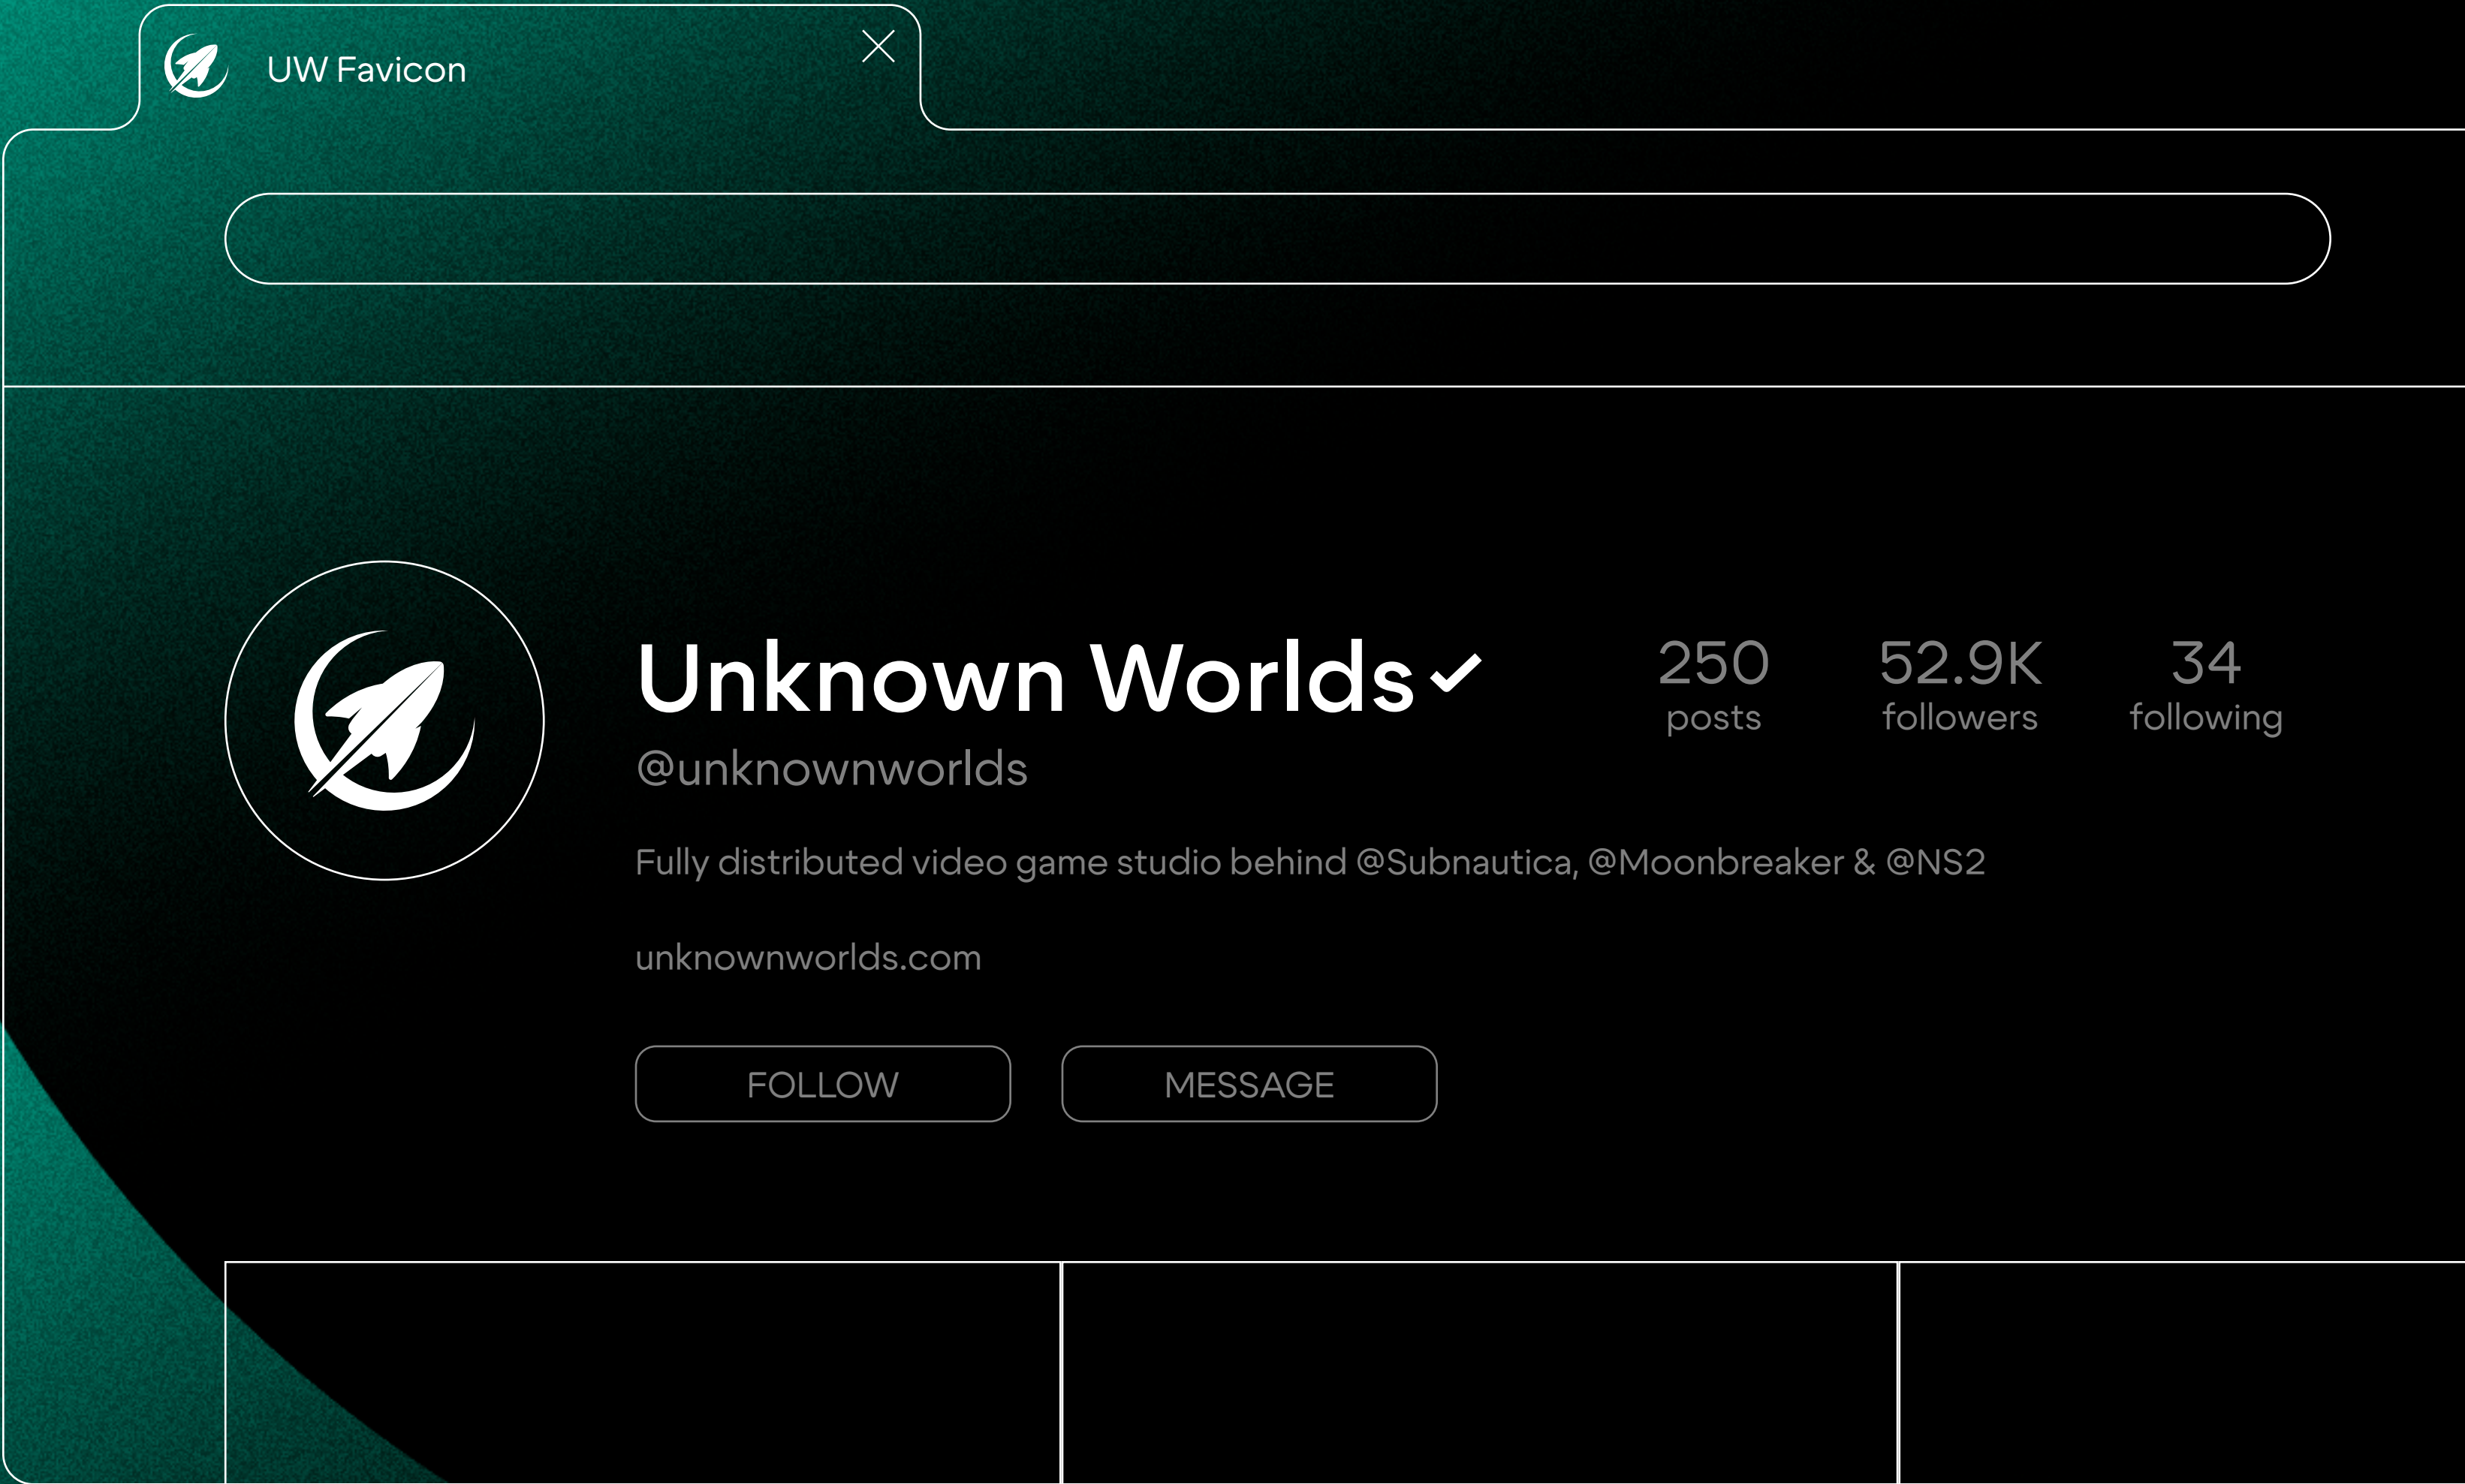 UW Favicon
Unknown Worlds
250
posts
52.9K
followers
34
following
@unknownworlds
Fully distributed video game studio behind @Subnautica, @Moonbreaker & @NS2
unknownworlds.com
FOLLOW
MESSAGE